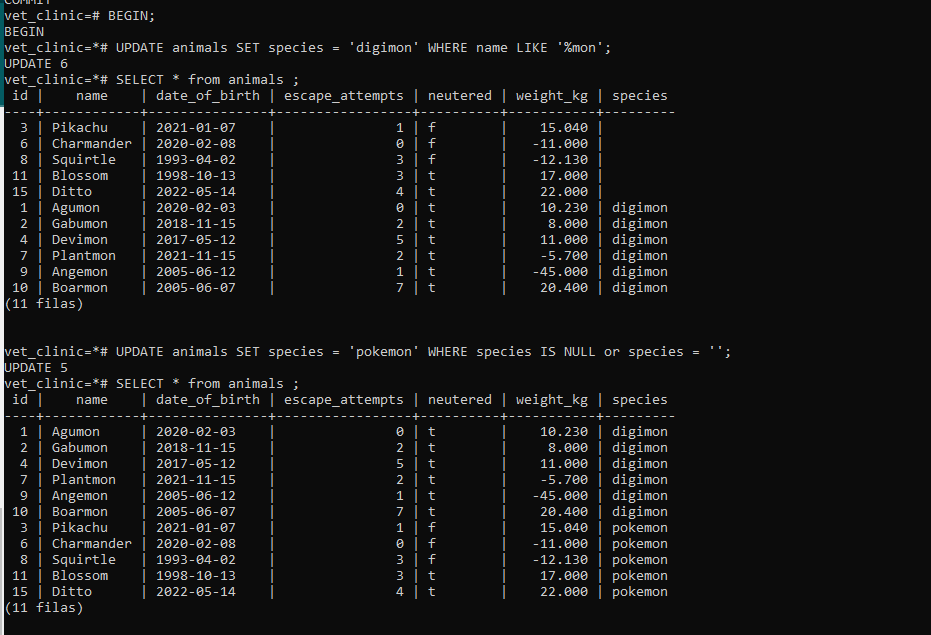 COMMIT
vet_clinic=# BEGIN;
BEGIN
vet_clinic=*# UPDATE animals SET species = 'digimon' WHERE name LIKE '%mon';
UPDATE 6
vet_clinic=*# SELECT * from animals ;
 id |    name    | date_of_birth | escape_attempts | neutered | weight_kg | species
----+------------+---------------+-----------------+----------+-----------+---------
  3 | Pikachu    | 2021-01-07    |               1 | f        |    15.040 |
  6 | Charmander | 2020-02-08    |               0 | f        |   -11.000 |
  8 | Squirtle   | 1993-04-02    |               3 | f        |   -12.130 |
 11 | Blossom    | 1998-10-13    |               3 | t        |    17.000 |
 15 | Ditto      | 2022-05-14    |               4 | t        |    22.000 |
  1 | Agumon     | 2020-02-03    |               0 | t        |    10.230 | digimon
  2 | Gabumon    | 2018-11-15    |               2 | t        |     8.000 | digimon
  4 | Devimon    | 2017-05-12    |               5 | t        |    11.000 | digimon
  7 | Plantmon   | 2021-11-15    |               2 | t        |    -5.700 | digimon
  9 | Angemon    | 2005-06-12    |               1 | t        |   -45.000 | digimon
 10 | Boarmon    | 2005-06-07    |               7 | t        |    20.400 | digimon
(11 filas)
vet_clinic=*# UPDATE animals SET species = 'pokemon' WHERE species IS NULL or species = '';
UPDATE 5
vet_clinic=*# SELECT * from animals ;
 id |    name    | date_of_birth | escape_attempts | neutered | weight_kg | species
----+------------+---------------+-----------------+----------+-----------+---------
  1 | Agumon     | 2020-02-03    |               0 | t        |    10.230 | digimon
  2 | Gabumon    | 2018-11-15    |               2 | t        |     8.000 | digimon
  4 | Devimon    | 2017-05-12    |               5 | t        |    11.000 | digimon
  7 | Plantmon   | 2021-11-15    |               2 | t        |    -5.700 | digimon
  9 | Angemon    | 2005-06-12    |               1 | t        |   -45.000 | digimon
 10 | Boarmon    | 2005-06-07    |               7 | t        |    20.400 | digimon
  3 | Pikachu    | 2021-01-07    |               1 | f        |    15.040 | pokemon
  6 | Charmander | 2020-02-08    |               0 | f        |   -11.000 | pokemon
  8 | Squirtle   | 1993-04-02    |               3 | f        |   -12.130 | pokemon
 11 | Blossom    | 1998-10-13    |               3 | t        |    17.000 | pokemon
 15 | Ditto      | 2022-05-14    |               4 | t        |    22.000 | pokemon
(11 filas)